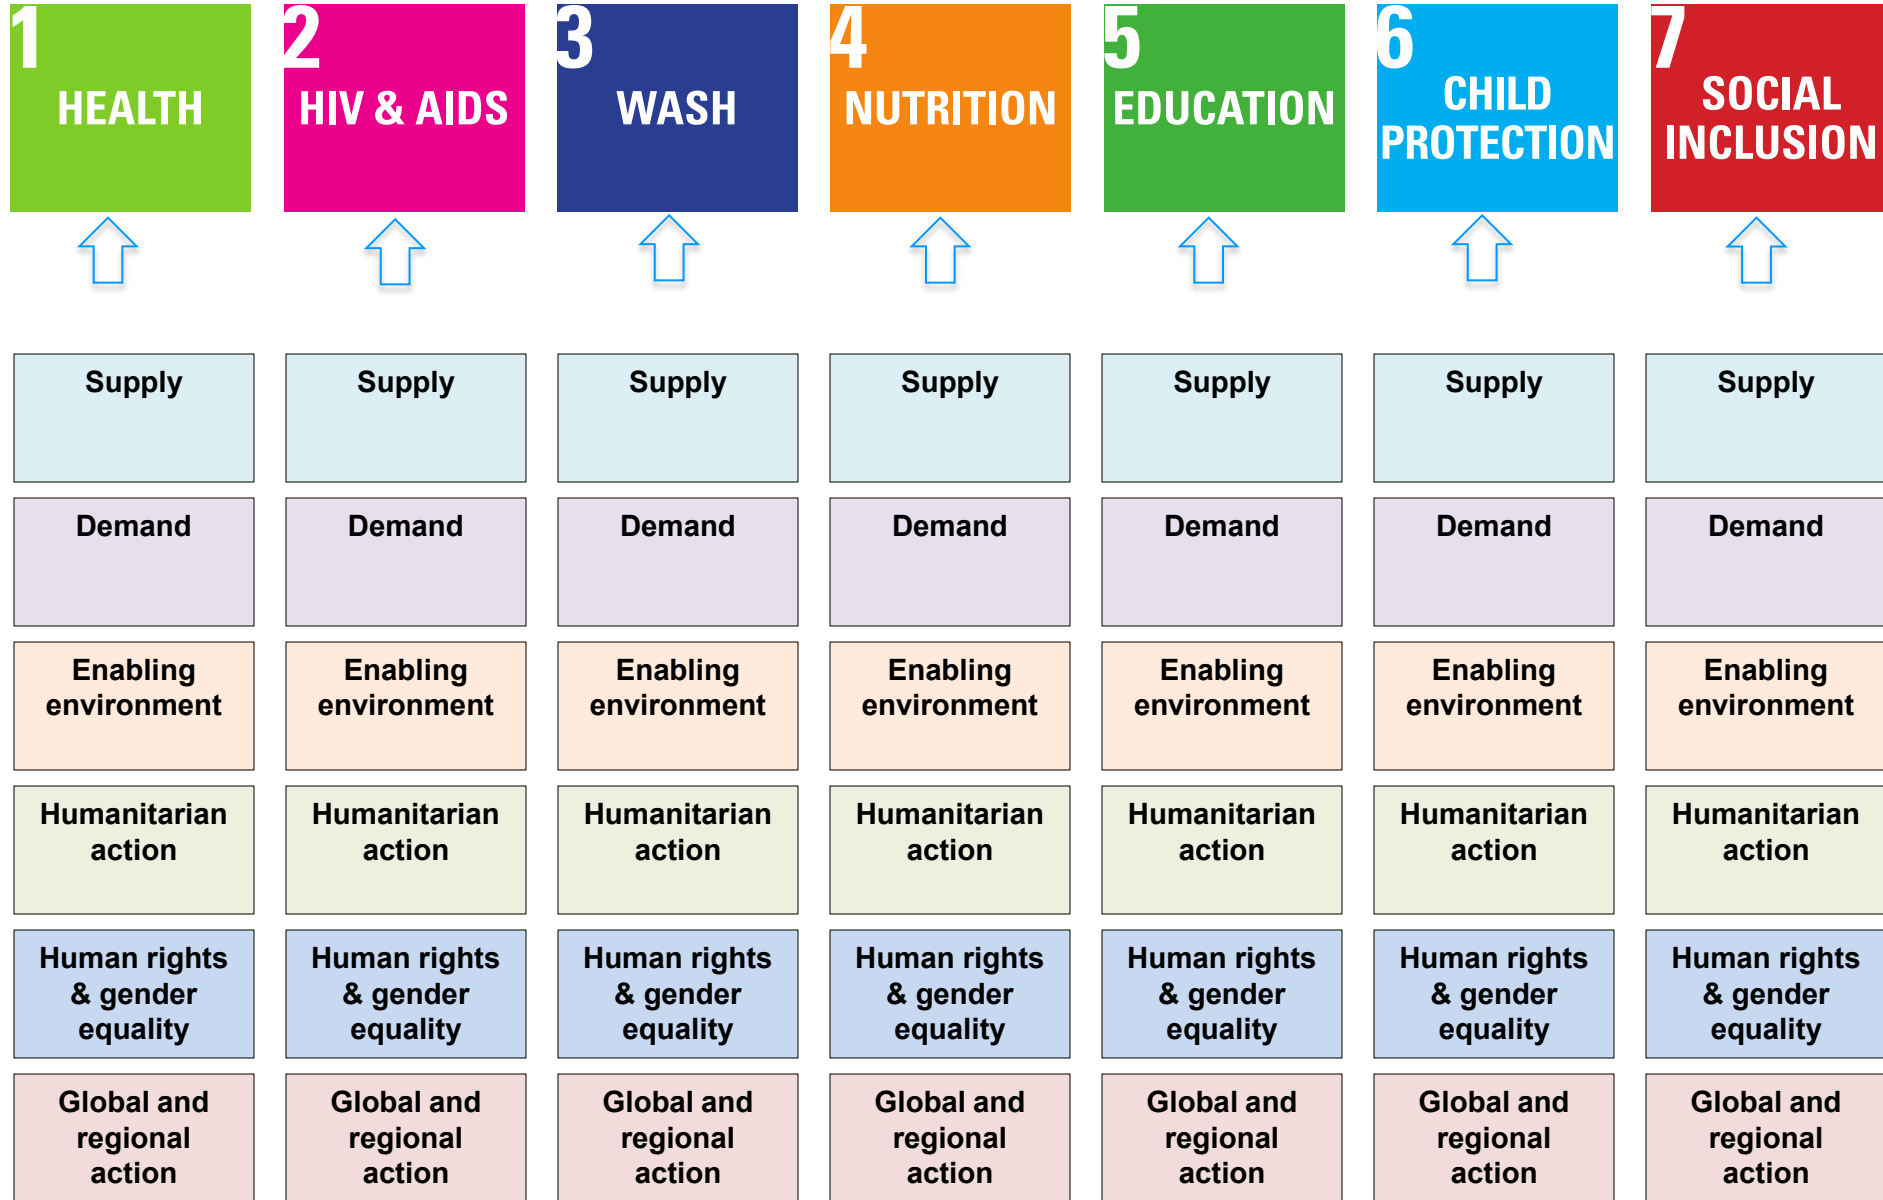 1 2 3 4 5 6 7
HEALTH HIV & AIDS WASH NUTRITION EDUCATION CHILD PROTECTION SOCIAL INCLUSION
Supply Supply Supply Supply Supply Supply Supply
Demand Demand Demand Demand Demand Demand Demand
Enabling Enabling Enabling Enabling Enabling Enabling Enabling
environment environment environment environment environment environment environment
Humanitarian Humanitarian Humanitarian Humanitarian Humanitarian Humanitarian Humanitarian
action action action action action action action
Human rights Human rights Human rights Human rights Human rights Human rights Human rights
& gender & gender & gender & gender & gender & gender & gender
equality equality equality equality equality equality equality
Global and Global and Global and Global and Global and Global and Global and
regional regional regional regional regional regional regional
action action action action action action action